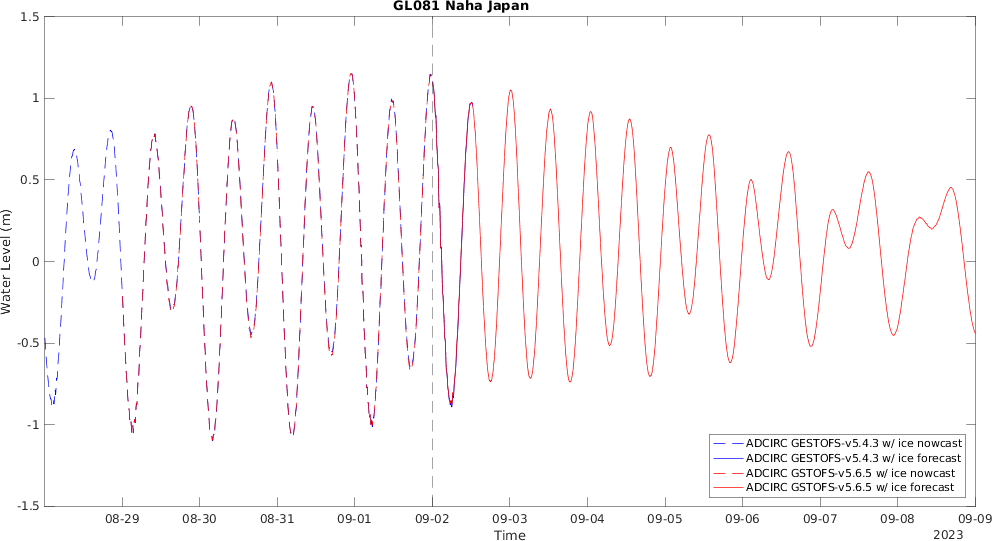 GL081 Naha Japan
1.5
1
0.5
0
-0.5
-1
-1.5
Water Level (m)
ADCIRC GESTOFS-v5.4.3 w/ ice nowcast
ADCIRC GESTOFS-v5.4.3 w/ ice forecast
ADCIRC GSTOFS-v5.6.5 w/ ice nowcast
ADCIRC GSTOFS-v5.6.5 w/ ice forecast
08-29 08-30 08-31 09-01 09-02 09-03 09-04 09-05 09-06 09-07 09-08 09-09
Time
2023